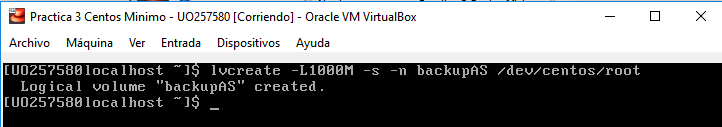 Practica 3 Centos Minimo - UO257580 [Corriendo] - Oracle VM VirtualBox
Archivo Máquina Ver Entrada Dispositivos Ayuda
[UO257580localhost ~]$ lvcreate -L1000M -s -n backupAS /dev/centos/root
Logical volume "backupAS" created.
[UO257580localhost ~]$ _